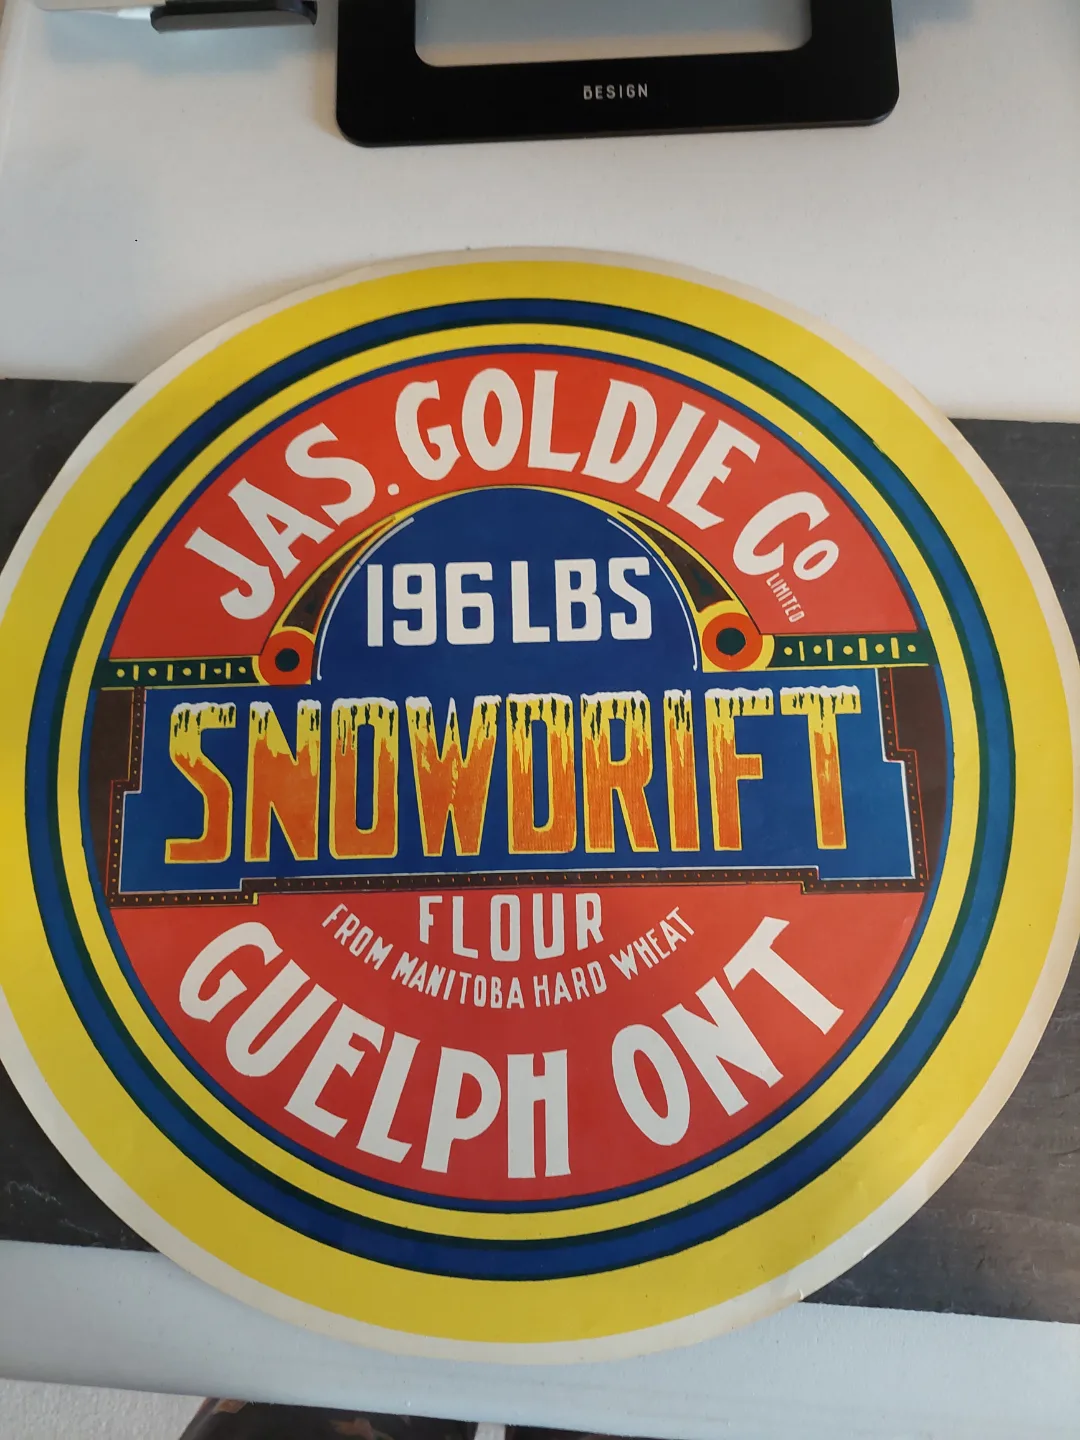 DESIGN
JAS. GOLDIE Co
LIMITED
196 LBS
SNOWDRIFT
FLOUR
FROM MANITOBA HARD WHEAT
GUELPH ONT